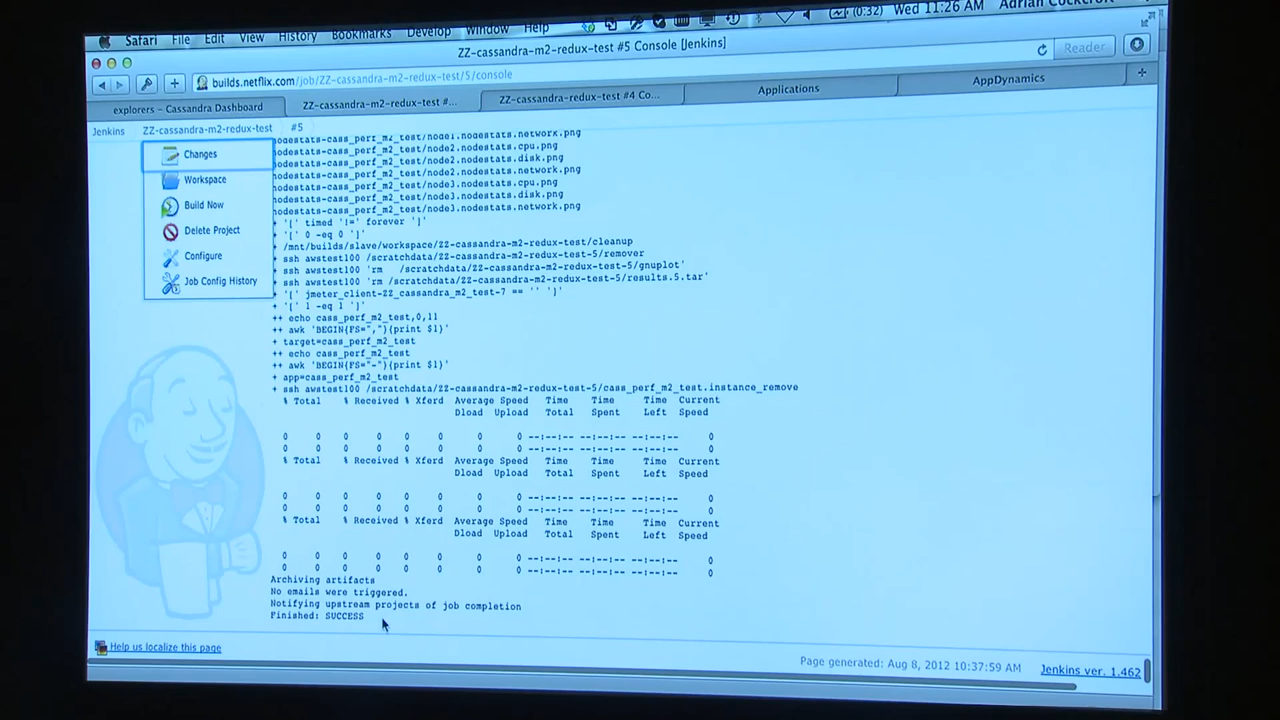 Safari File Edit View History Bookmarks Develop Window Help (0:32) Wed 11:26 AM Adrian Cockcroft
ZZ-cassandra-m2-redux-test #5 Console [Jenkins]
builds.netflix.com/job/ZZ-cassandra-m2-redux-test/5/console
Reader
explorers – Cassandra Dashboard
ZZ-cassandra-m2-redux-test #...
ZZ-cassandra-redux-test #4 Co...
Applications
AppDynamics
Jenkins ZZ-cassandra-m2-redux-test #5
Changes
Workspace
Build Now
Delete Project
Configure
Job Config History
nodestats-cass_perf_m2_test/node1.nodestats.network.png
nodestats-cass_perf_m2_test/node2.nodestats.cpu.png
nodestats-cass_perf_m2_test/node2.nodestats.disk.png
nodestats-cass_perf_m2_test/node2.nodestats.network.png
nodestats-cass_perf_m2_test/node3.nodestats.cpu.png
nodestats-cass_perf_m2_test/node3.nodestats.disk.png
nodestats-cass_perf_m2_test/node3.nodestats.network.png
+ '[' timed '!=' forever ']'
+ '[' 0 -eq 0 ']'
+ /mnt/builds/slave/workspace/ZZ-cassandra-m2-redux-test/cleanup
+ ssh awstest100 /scratchdata/ZZ-cassandra-m2-redux-test-5/remover
+ ssh awstest100 'rm /scratchdata/ZZ-cassandra-m2-redux-test-5/gnuplot'
+ ssh awstest100 'rm /scratchdata/ZZ-cassandra-m2-redux-test-5/results.5.tar'
+ '[' jmeter_client-ZZ_cassandra_m2_test-7 == '' ']'
+ '[' 1 -eq 1 ']'
++ echo cass_perf_m2_test,0,11
++ awk 'BEGIN{FS=","}{print $1}'
+ target=cass_perf_m2_test
++ echo cass_perf_m2_test
++ awk 'BEGIN{FS="-"}{print $1}'
+ app=cass_perf_m2_test
+ ssh awstest100 /scratchdata/ZZ-cassandra-m2-redux-test-5/cass_perf_m2_test.instance_remove
% Total % Received % Xferd Average Speed Time Time Time Current
Dload Upload Total Spent Left Speed
0 0 0 0 0 0 0 0 --:--:-- --:--:-- --:--:-- 0
0 0 0 0 0 0 0 0 --:--:-- --:--:-- --:--:-- 0
% Total % Received % Xferd Average Speed Time Time Time Current
Dload Upload Total Spent Left Speed
0 0 0 0 0 0 0 0 --:--:-- --:--:-- --:--:-- 0
0 0 0 0 0 0 0 0 --:--:-- --:--:-- --:--:-- 0
% Total % Received % Xferd Average Speed Time Time Time Current
Dload Upload Total Spent Left Speed
0 0 0 0 0 0 0 0 --:--:-- --:--:-- --:--:-- 0
0 0 0 0 0 0 0 0 --:--:-- --:--:-- --:--:-- 0
Archiving artifacts
No emails were triggered.
Notifying upstream projects of job completion
Finished: SUCCESS
Help us localize this page
Page generated: Aug 8, 2012 10:37:59 AM Jenkins ver. 1.462